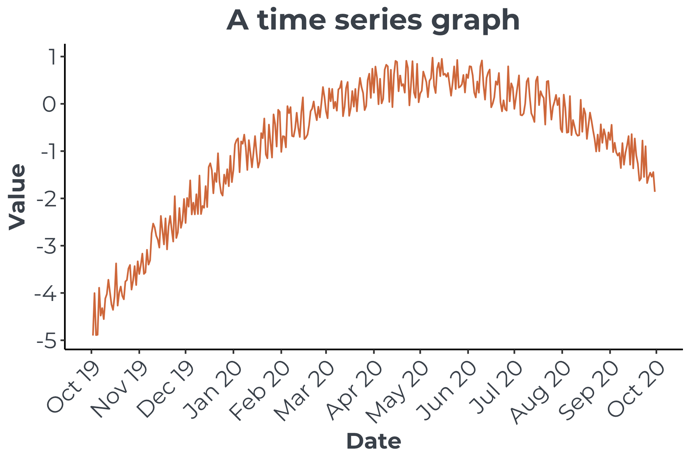 A time series graph
Value
1
0
-1
-2
-3
-4
-5
Oct 19
Nov 19
Dec 19
Jan 20
Feb 20
Mar 20
Apr 20
May 20
Jun 20
Jul 20
Aug 20
Sep 20
Oct 20
Date